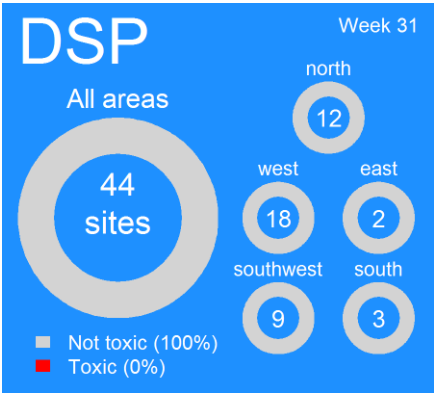 DSP
Week 31
All areas
44
sites
north
12
west
18
east
2
southwest
9
south
3
Not toxic (100%)
Toxic (0%)